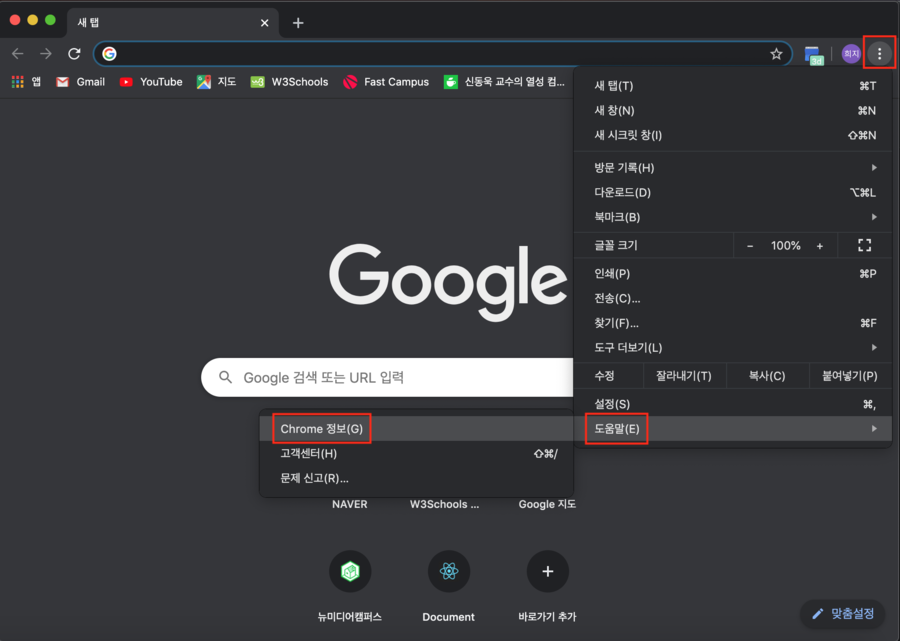 새 탭
앱 Gmail YouTube 지도 W3Schools Fast Campus 신동욱 교수의 열성 컴...
3d
희지
새 탭(T) ⌘T
새 창(N) ⌘N
새 시크릿 창(I) ⇧⌘N
방문 기록(H)
다운로드(D) ⌥⌘L
북마크(B)
글꼴 크기 - 100% +
인쇄(P) ⌘P
전송(C)...
찾기(F)... ⌘F
도구 더보기(L)
수정 잘라내기(T) 복사(C) 붙여넣기(P)
설정(S) ⌘,
도움말(E)
Google
Google 검색 또는 URL 입력
Chrome 정보(G)
고객센터(H) ⇧⌘/
문제 신고(R)...
NAVER W3Schools ... Google 지도
뉴미디어캠퍼스 Document 바로가기 추가
맞춤설정